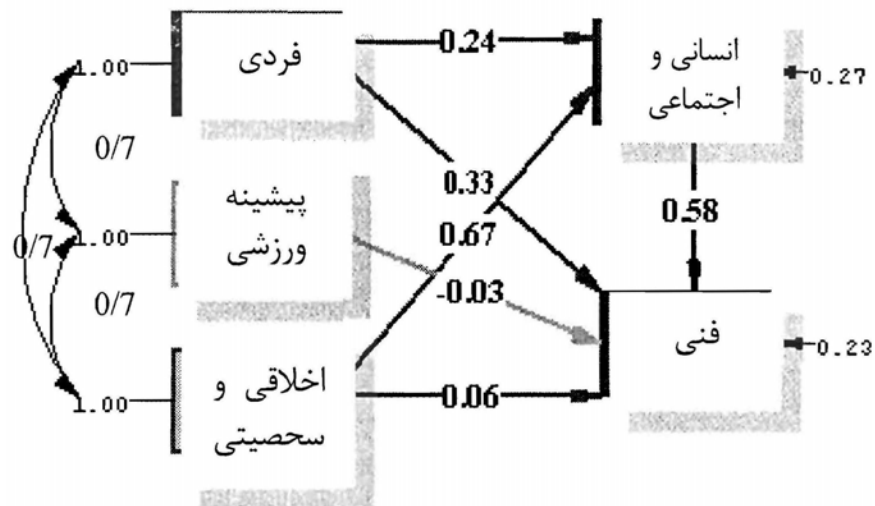 فردی
0.24
انسانی و
اجتماعی
0.27
1.00
0/7
0.33
پیشینه
ورزشی
0.67
0.58
1.00
0/7
0/7
-0.03
فنی
0.23
اخلاقی و
سحصیتی
0.06
1.00